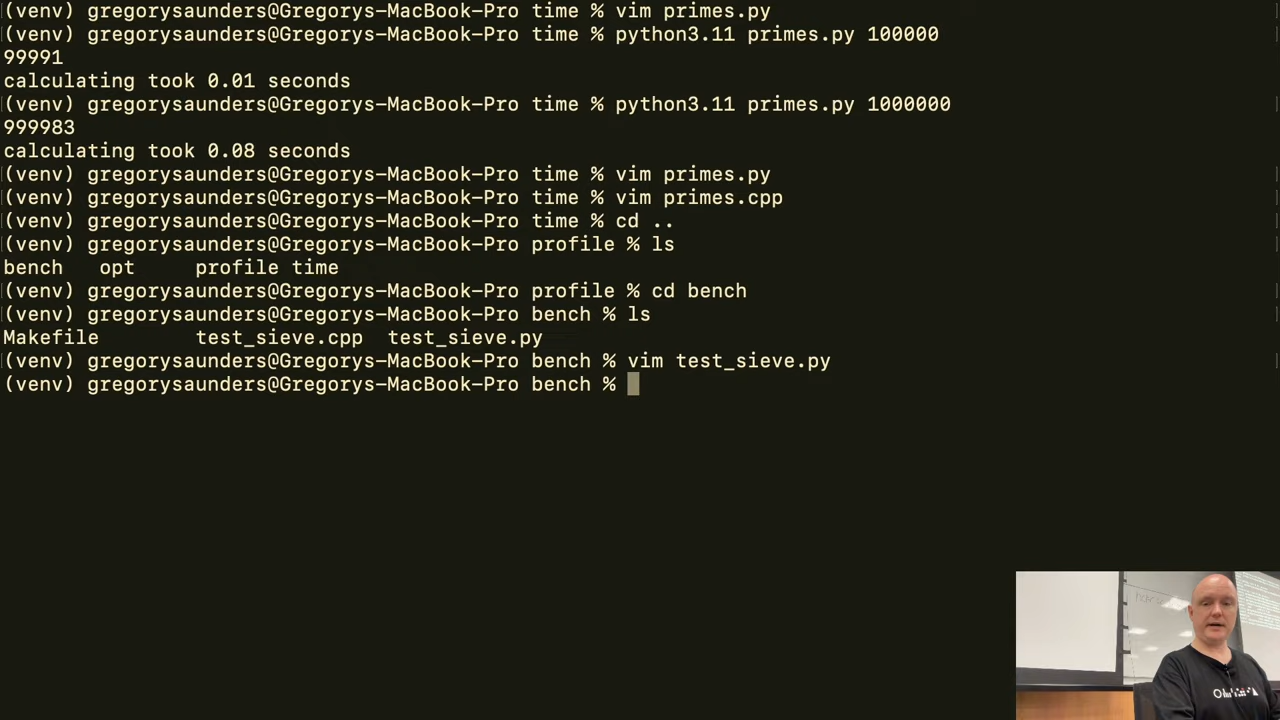 (venv) gregorysaunders@Gregorys-MacBook-Pro time % vim primes.py
(venv) gregorysaunders@Gregorys-MacBook-Pro time % python3.11 primes.py 100000
99991
calculating took 0.01 seconds
(venv) gregorysaunders@Gregorys-MacBook-Pro time % python3.11 primes.py 1000000
999983
calculating took 0.08 seconds
(venv) gregorysaunders@Gregorys-MacBook-Pro time % vim primes.py
(venv) gregorysaunders@Gregorys-MacBook-Pro time % vim primes.cpp
(venv) gregorysaunders@Gregorys-MacBook-Pro time % cd ..
(venv) gregorysaunders@Gregorys-MacBook-Pro profile % ls
bench opt profile time
(venv) gregorysaunders@Gregorys-MacBook-Pro profile % cd bench
(venv) gregorysaunders@Gregorys-MacBook-Pro bench % ls
Makefile test_sieve.cpp test_sieve.py
(venv) gregorysaunders@Gregorys-MacBook-Pro bench % vim test_sieve.py
(venv) gregorysaunders@Gregorys-MacBook-Pro bench %